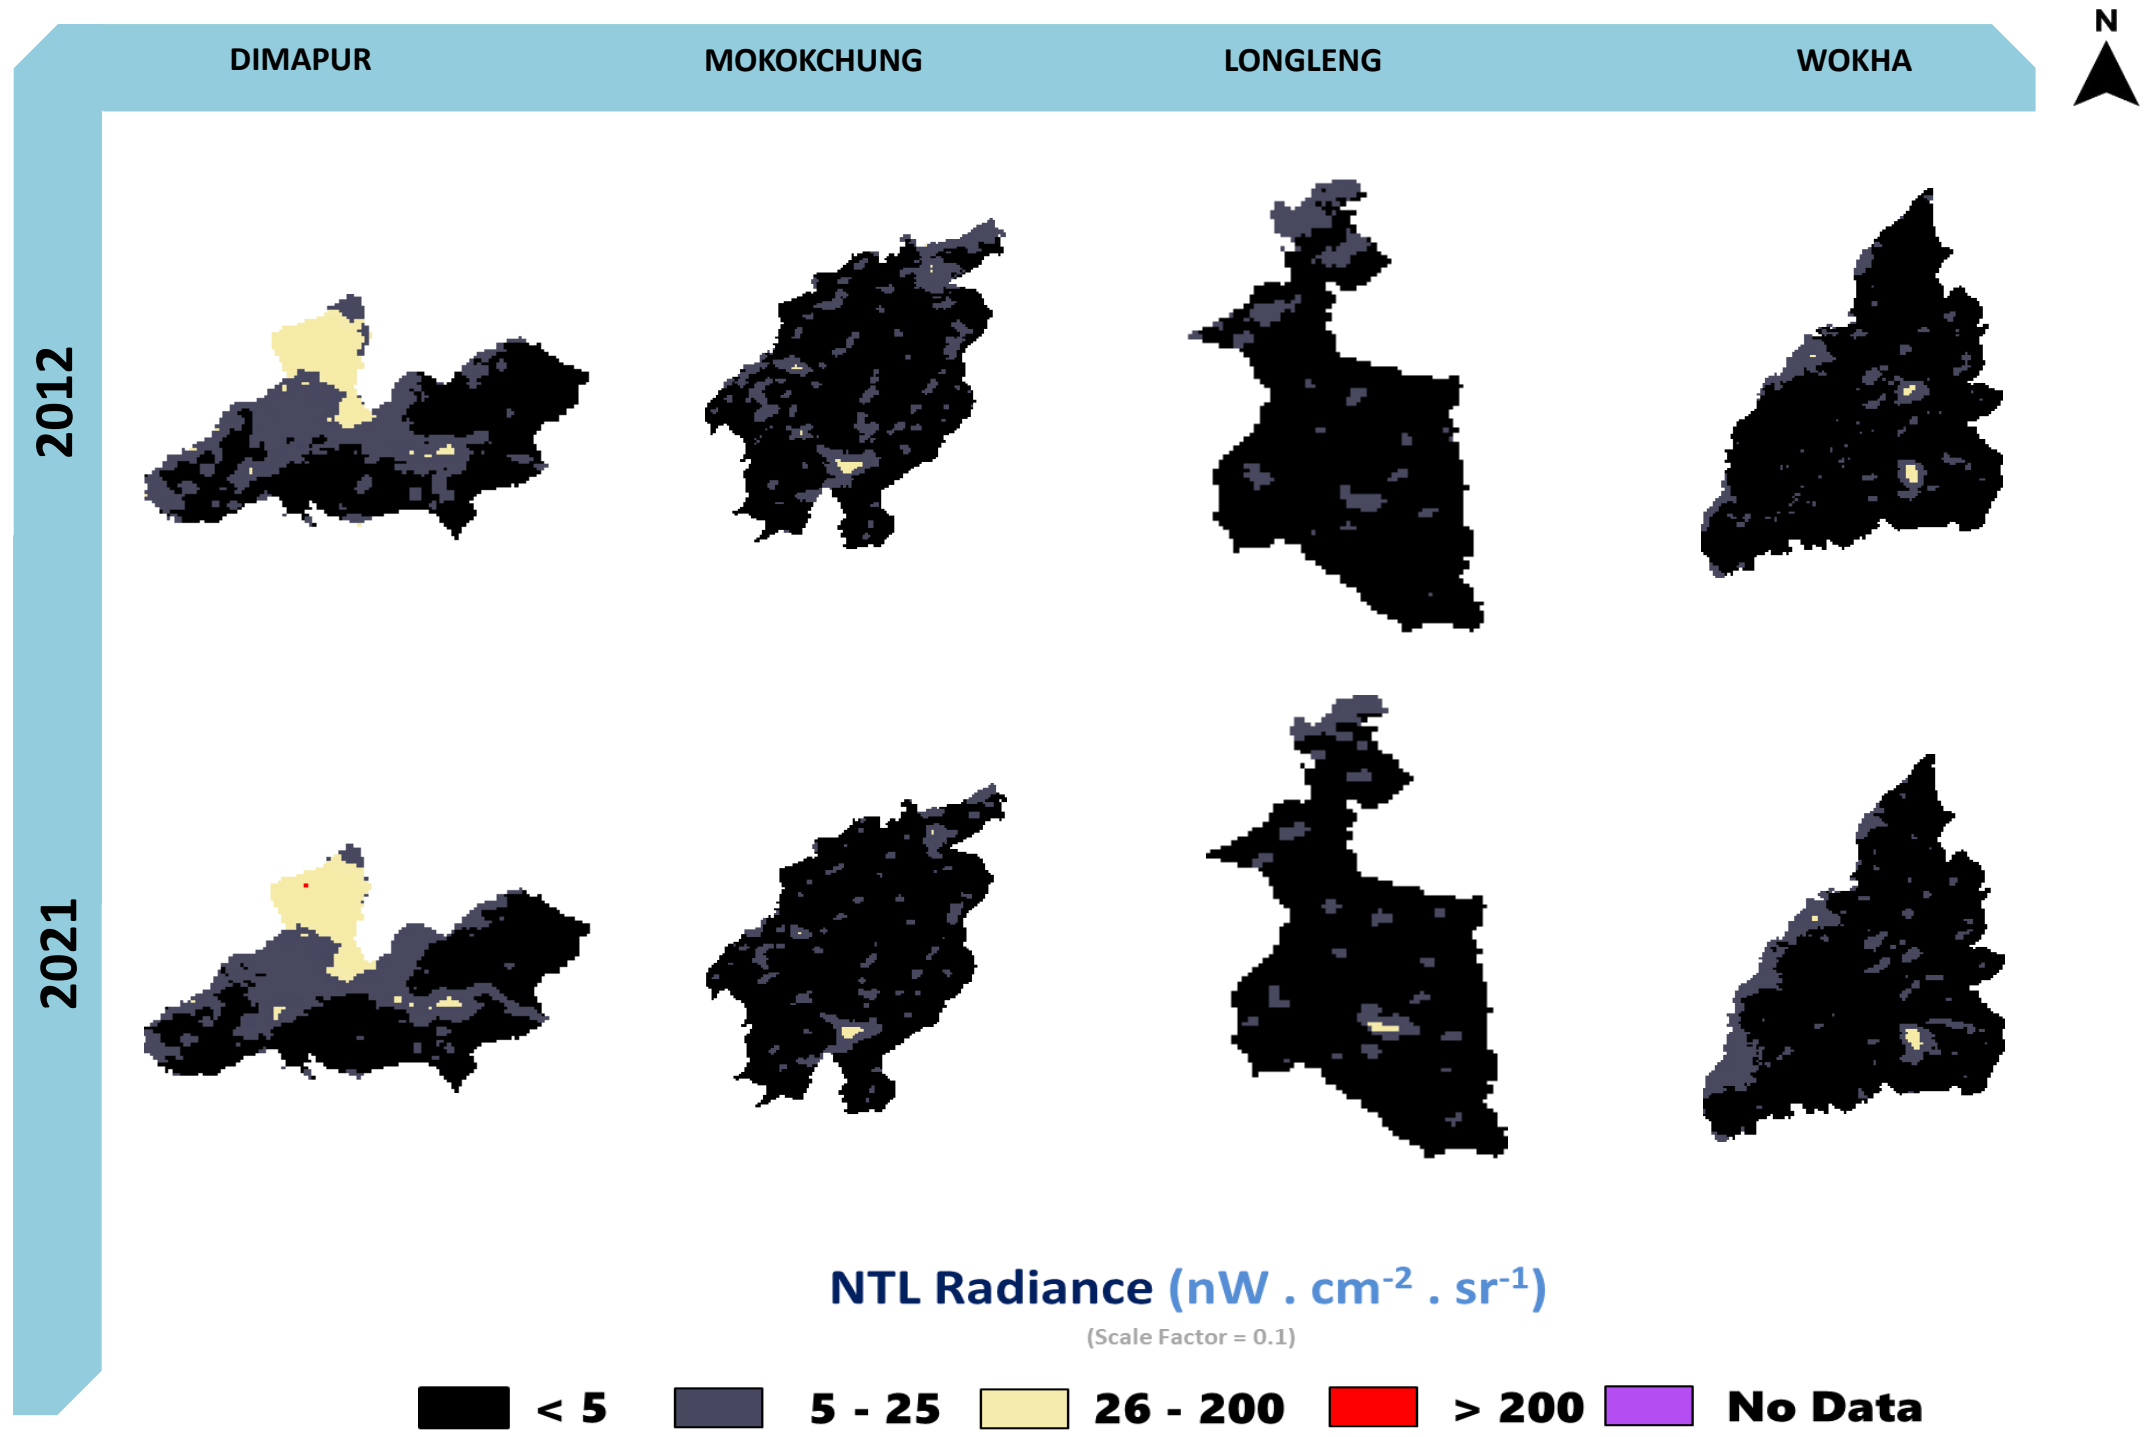 N
DIMAPUR MOKOKCHUNG LONGLENG WOKHA
2012
2021
NTL Radiance (nW . cm-2 . sr-1)
(Scale Factor = 0.1)
< 5 5 - 25 26 - 200 > 200 No Data